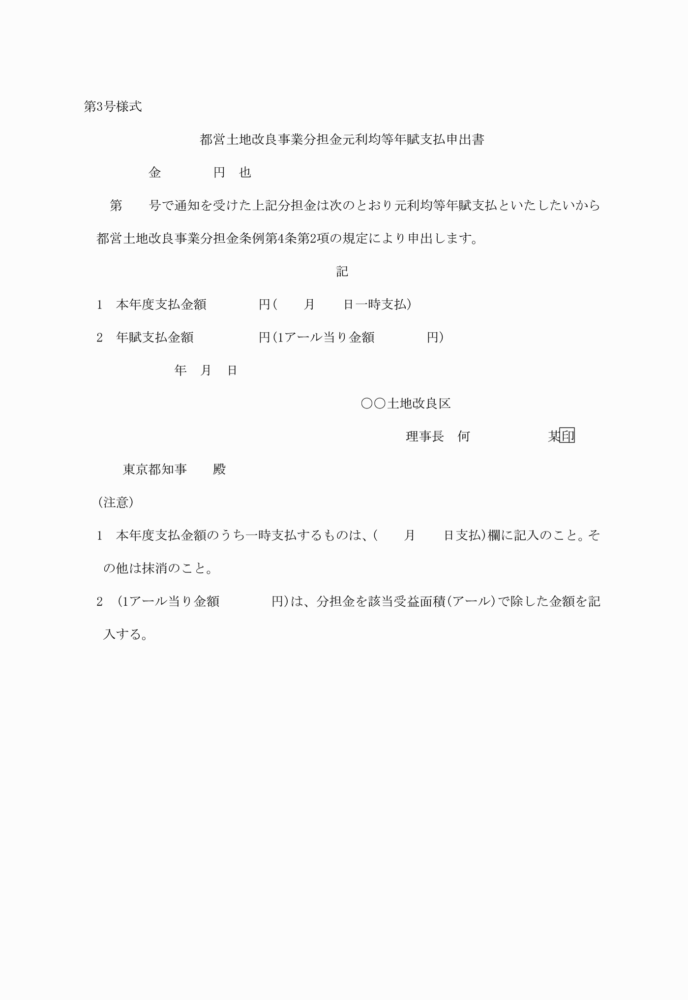 第3号様式
都営土地改良事業分担金元利均等年賦支払申出書
金　　　　円　也
第　　号で通知を受けた上記分担金は次のとおり元利均等年賦支払といたしたいから
都営土地改良事業分担金条例第4条第2項の規定により申出します。
記
1　本年度支払金額　　　　円(　　月　　日一時支払)
2　年賦支払金額　　　　　円(1アール当り金額　　　　円)
年　月　日
○○土地改良区
理事長　何　　　　　　某印
東京都知事　　殿
(注意)
1　本年度支払金額のうち一時支払するものは、(　　月　　日支払)欄に記入のこと。そ
の他は抹消のこと。
2　(1アール当り金額　　　　円)は、分担金を該当受益面積(アール)で除した金額を記
入する。